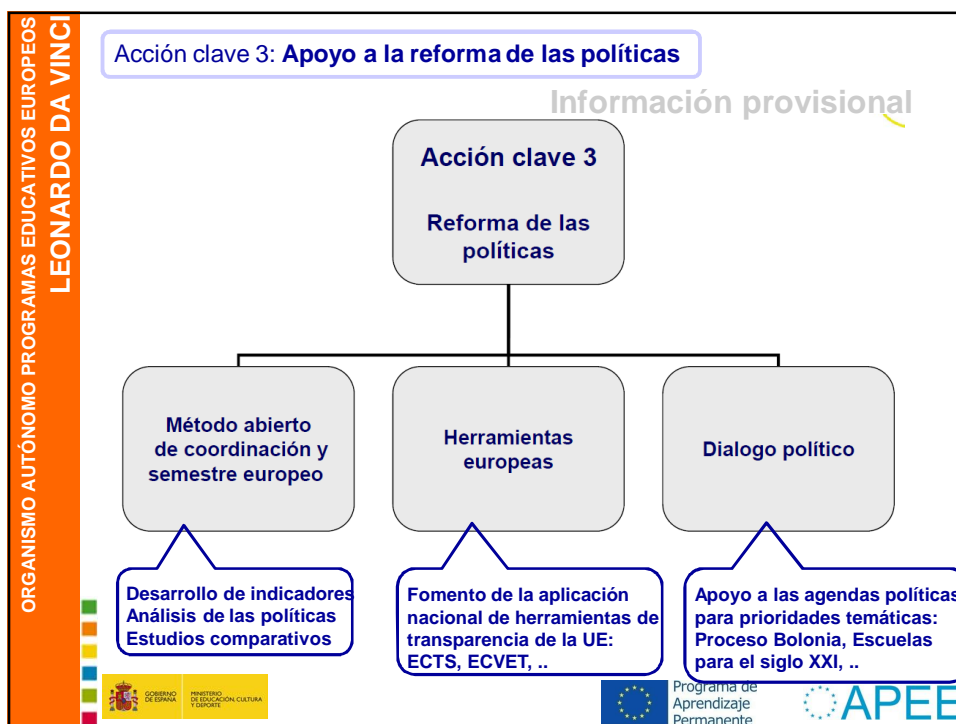 ORGANISMO AUTÓNOMO PROGRAMAS EDUCATIVOS EUROPEOS
LEONARDO DA VINCI
Acción clave 3: Apoyo a la reforma de las políticas
Información provisional
Acción clave 3
Reforma de las
políticas
Método abierto
de coordinación y
semestre europeo
Herramientas
europeas
Dialogo político
Desarrollo de indicadores
Análisis de las políticas
Estudios comparativos
Fomento de la aplicación
nacional de herramientas de
transparencia de la UE:
ECTS, ECVET, ..
Apoyo a las agendas políticas
para prioridades temáticas:
Proceso Bolonia, Escuelas
para el siglo XXI, ..
GOBIERNO
DE ESPAÑA
MINISTERIO
DE EDUCACIÓN, CULTURA
Y DEPORTE
Programa de
Aprendizaje
Permanente
APEE